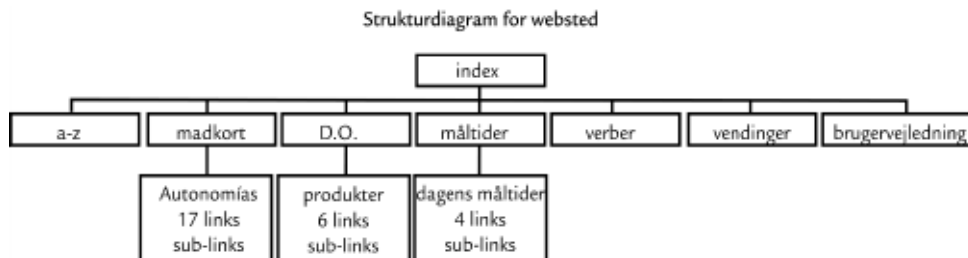 Strukturdiagram for websted
index
a-z
madkort
D.O.
måltider
verber
vendinger
brugervejledning
Autonomías
17 links
sub-links
produkter
6 links
sub-links
dagens måltider
4 links
sub-links